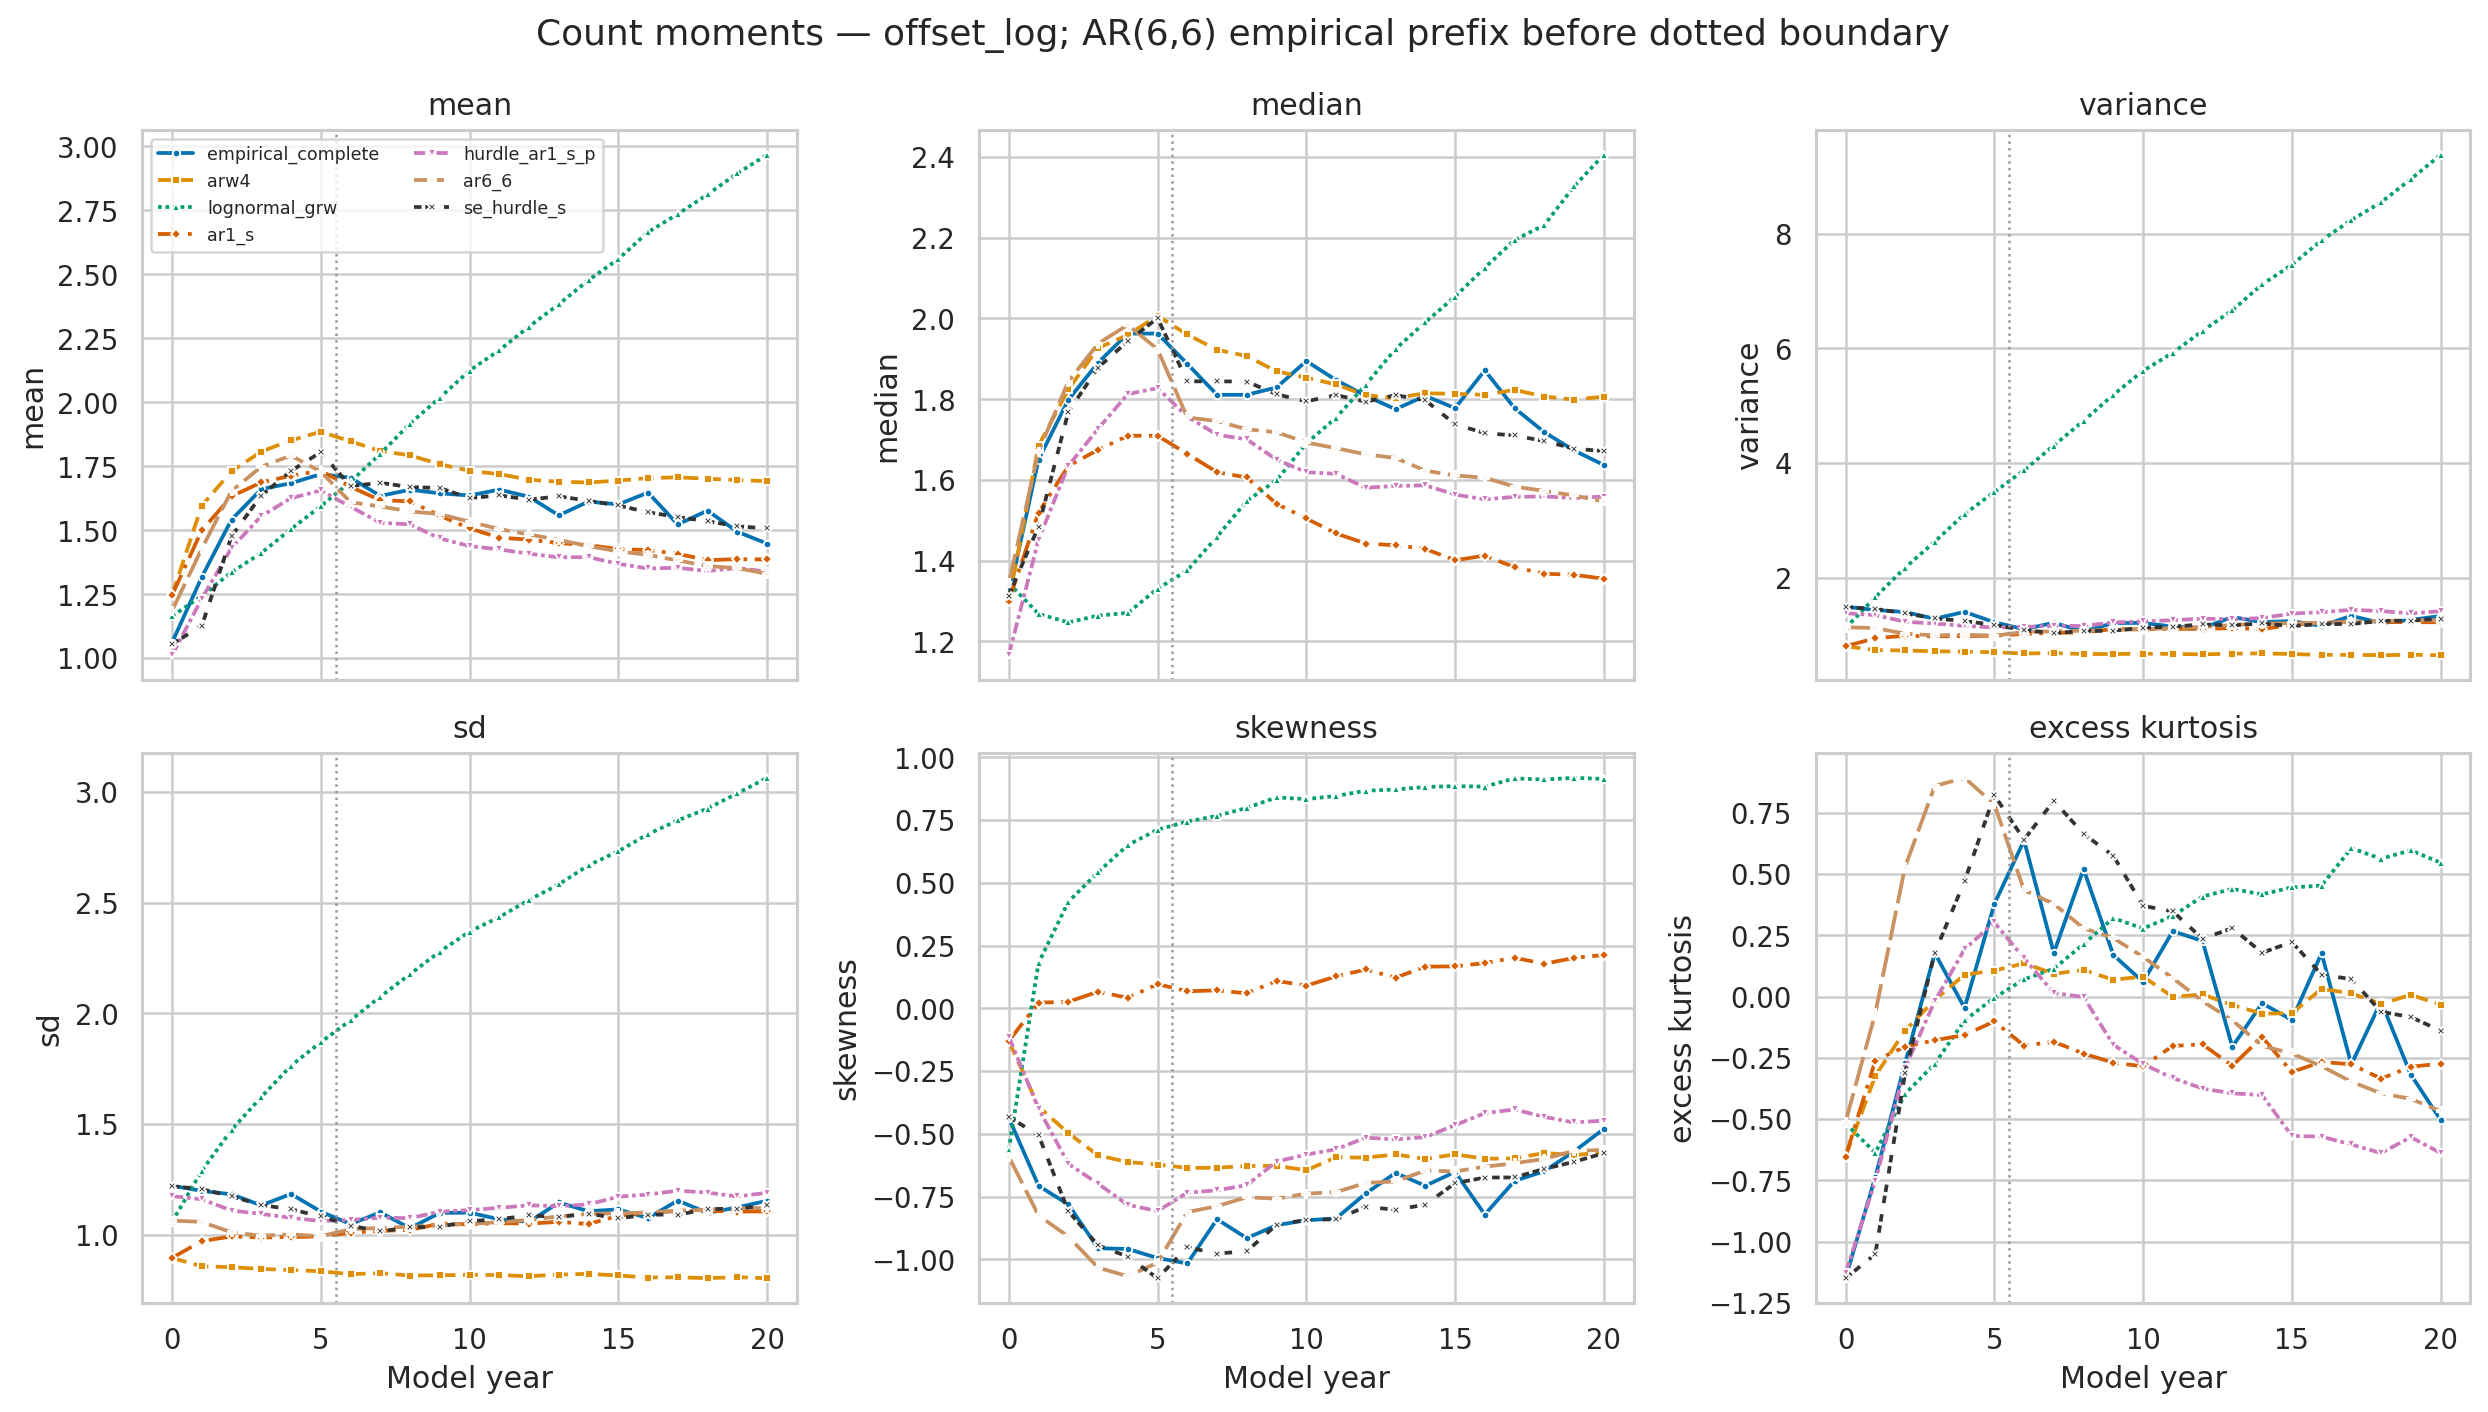 Count moments — offset_log; AR(6,6) empirical prefix before dotted boundary
mean
3.00
2.75
2.50
2.25
2.00
1.75
1.50
1.25
1.00
mean
empirical_complete
arw4
lognormal_grw
ar1_s
hurdle_ar1_s_p
ar6_6
se_hurdle_s
median
2.4
2.2
2.0
1.8
1.6
1.4
1.2
median
variance
8
6
4
2
variance
sd
3.0
2.5
2.0
1.5
1.0
sd
0 5 10 15 20
Model year
skewness
1.00
0.75
0.50
0.25
0.00
−0.25
−0.50
−0.75
−1.00
skewness
0 5 10 15 20
Model year
excess kurtosis
0.75
0.50
0.25
0.00
−0.25
−0.50
−0.75
−1.00
−1.25
excess kurtosis
0 5 10 15 20
Model year